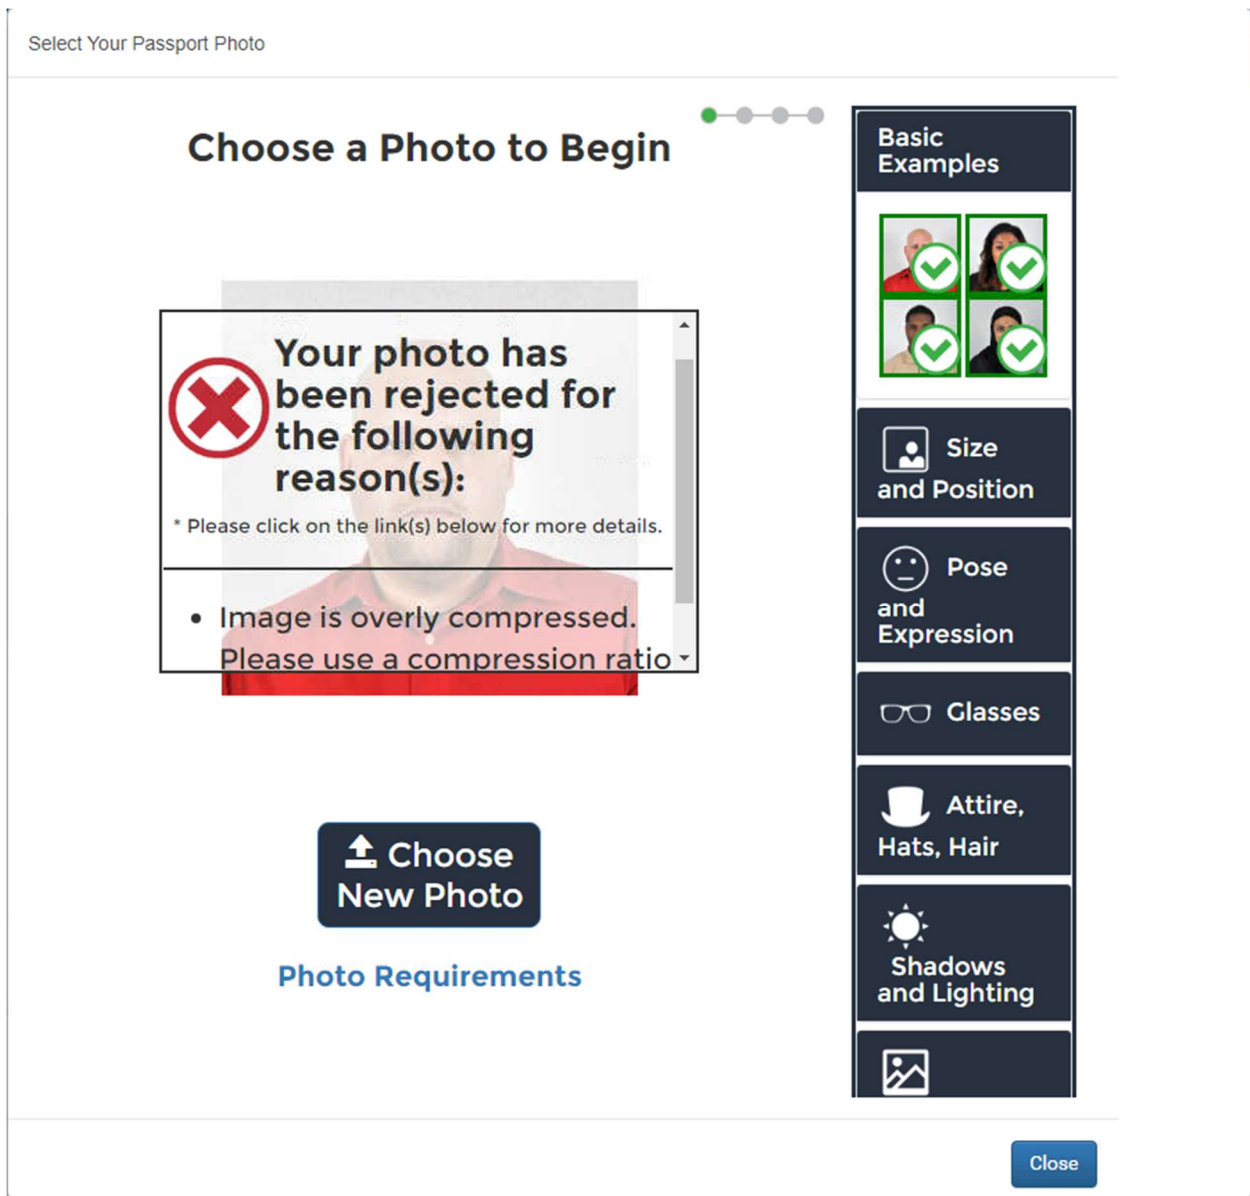 Select Your Passport Photo
Choose a Photo to Begin
Your photo has
been rejected for
the following
reason(s):
* Please click on the link(s) below for more details.
• Image is overly compressed.
Please use a compression ratio
Choose
New Photo
Photo Requirements
Basic
Examples
Size
and Position
Pose
and
Expression
Glasses
Attire,
Hats, Hair
Shadows
and Lighting
Close